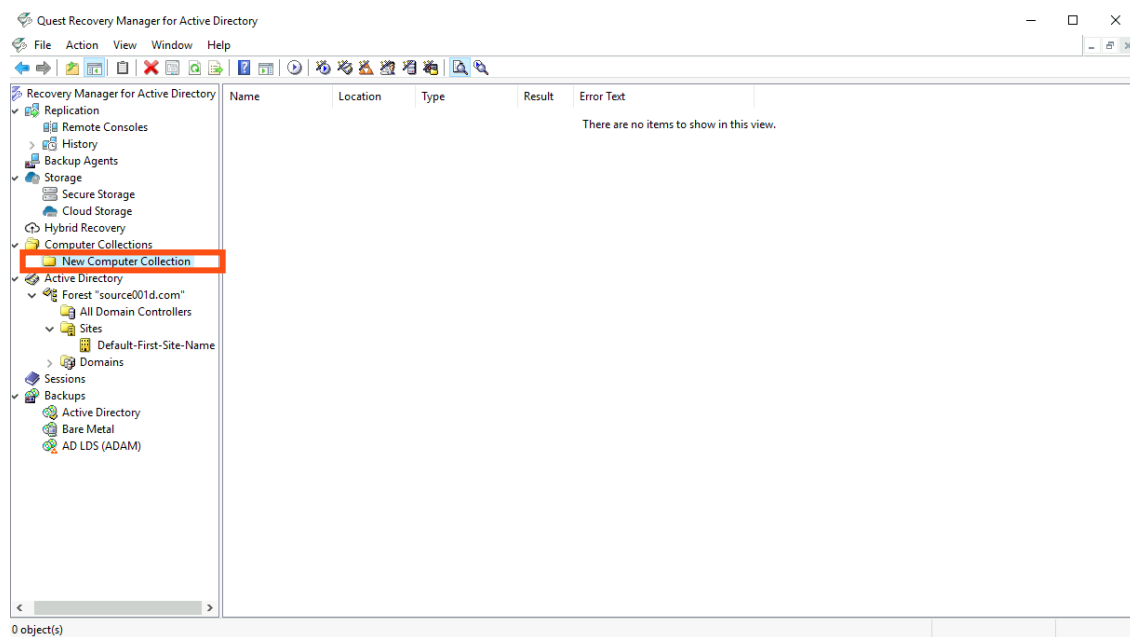 Quest Recovery Manager for Active Directory
File Action View Window Help
Recovery Manager for Active Directory
Replication
Remote Consoles
History
Backup Agents
Storage
Secure Storage
Cloud Storage
Hybrid Recovery
Computer Collections
New Computer Collection
Active Directory
Forest "source001d.com"
All Domain Controllers
Sites
Default-First-Site-Name
Domains
Sessions
Backups
Active Directory
Bare Metal
AD LDS (ADAM)
Name Location Type Result Error Text
There are no items to show in this view.
0 object(s)